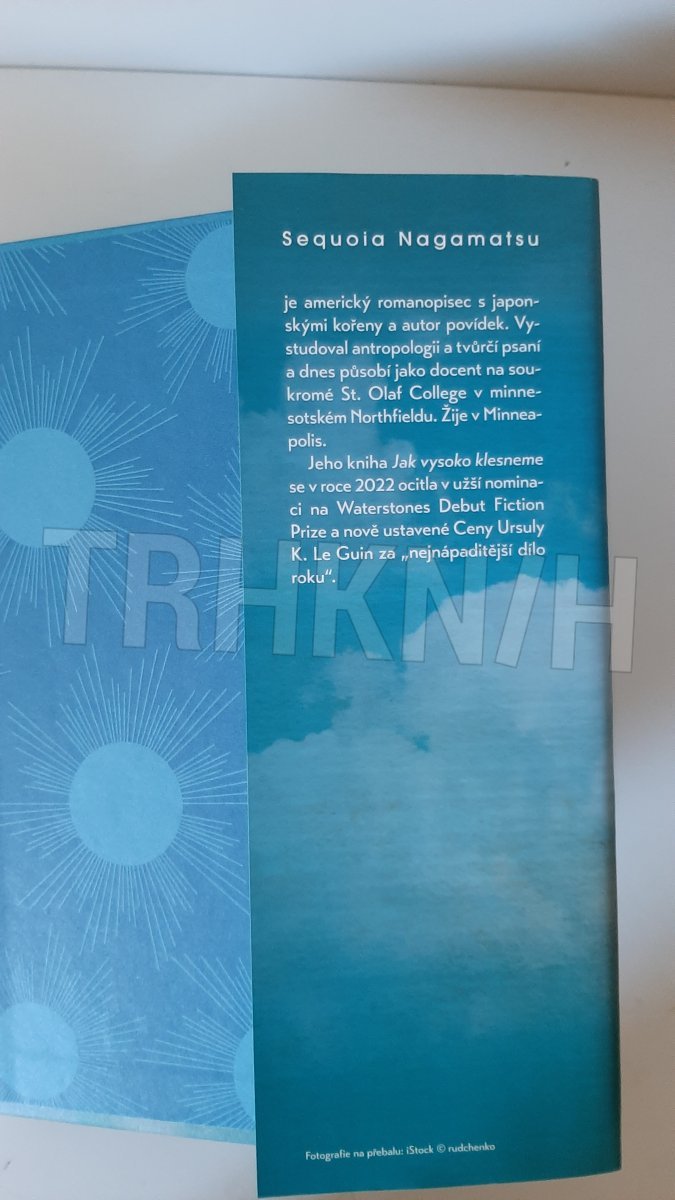 Sequoia Nagamatsu
je americký romanopisec s japon-
skými kořeny a autor povídek. Vy-
studoval antropologii a tvůrčí psaní
a dnes působí jako docent na sou-
kromé St. Olaf College v minne-
sotském Northfieldu. Žije v Minnea-
polis.
Jeho kniha Jak vysoko klesneme
se v roce 2022 ocitla v užší nomina-
ci na Waterstones Debut Fiction
Prize a nově ustavené Ceny Ursuly
K. Le Guin za „nejnápaditější dílo
roku“.
TRHKNIH
Fotografie na přebalu: iStock © rudchenko